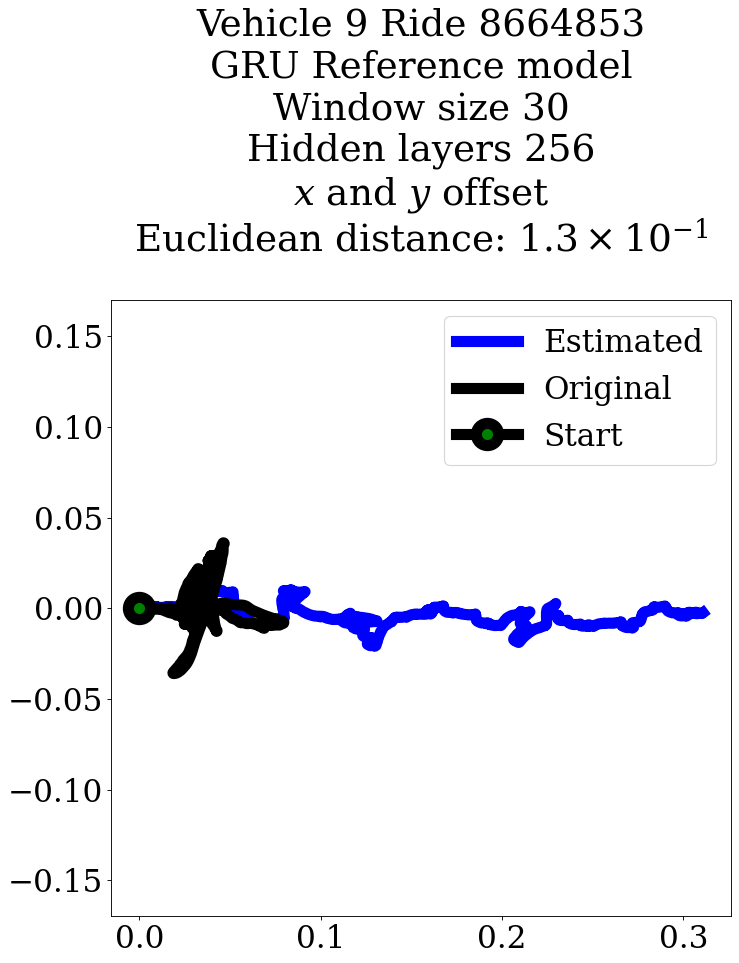 Vehicle 9 Ride 8664853
GRU Reference model
Window size 30
Hidden layers 256
x and y offset
Euclidean distance: 1.3 × 10⁻¹
Estimated
Original
Start
0.15
0.10
0.05
0.00
−0.05
−0.10
−0.15
0.0 0.1 0.2 0.3